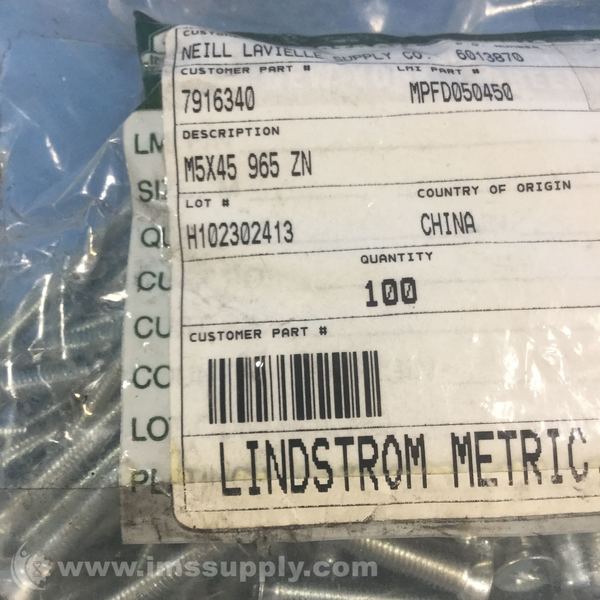 NEILL LAVIELLE SUPPLY CO. 6013870
CUSTOMER PART # LMI PART #
7916340 MPFD050450
DESCRIPTION
M5X45 965 ZN
LOT # COUNTRY OF ORIGIN
H102302413 CHINA
QUANTITY
100
CUSTOMER PART #
LINDSTROM METRIC
www.imssupply.com